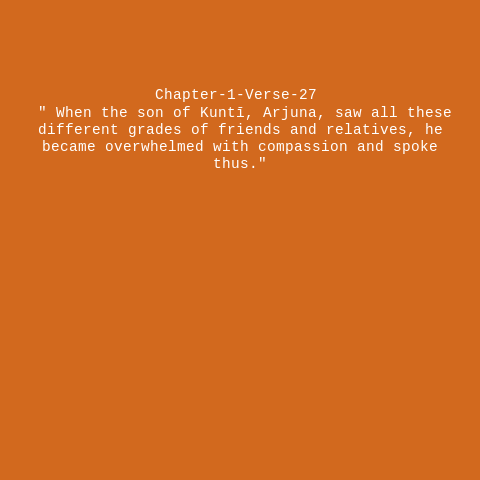 Chapter-1-Verse-27
" When the son of Kuntī, Arjuna, saw all these
different grades of friends and relatives, he
became overwhelmed with compassion and spoke
thus."